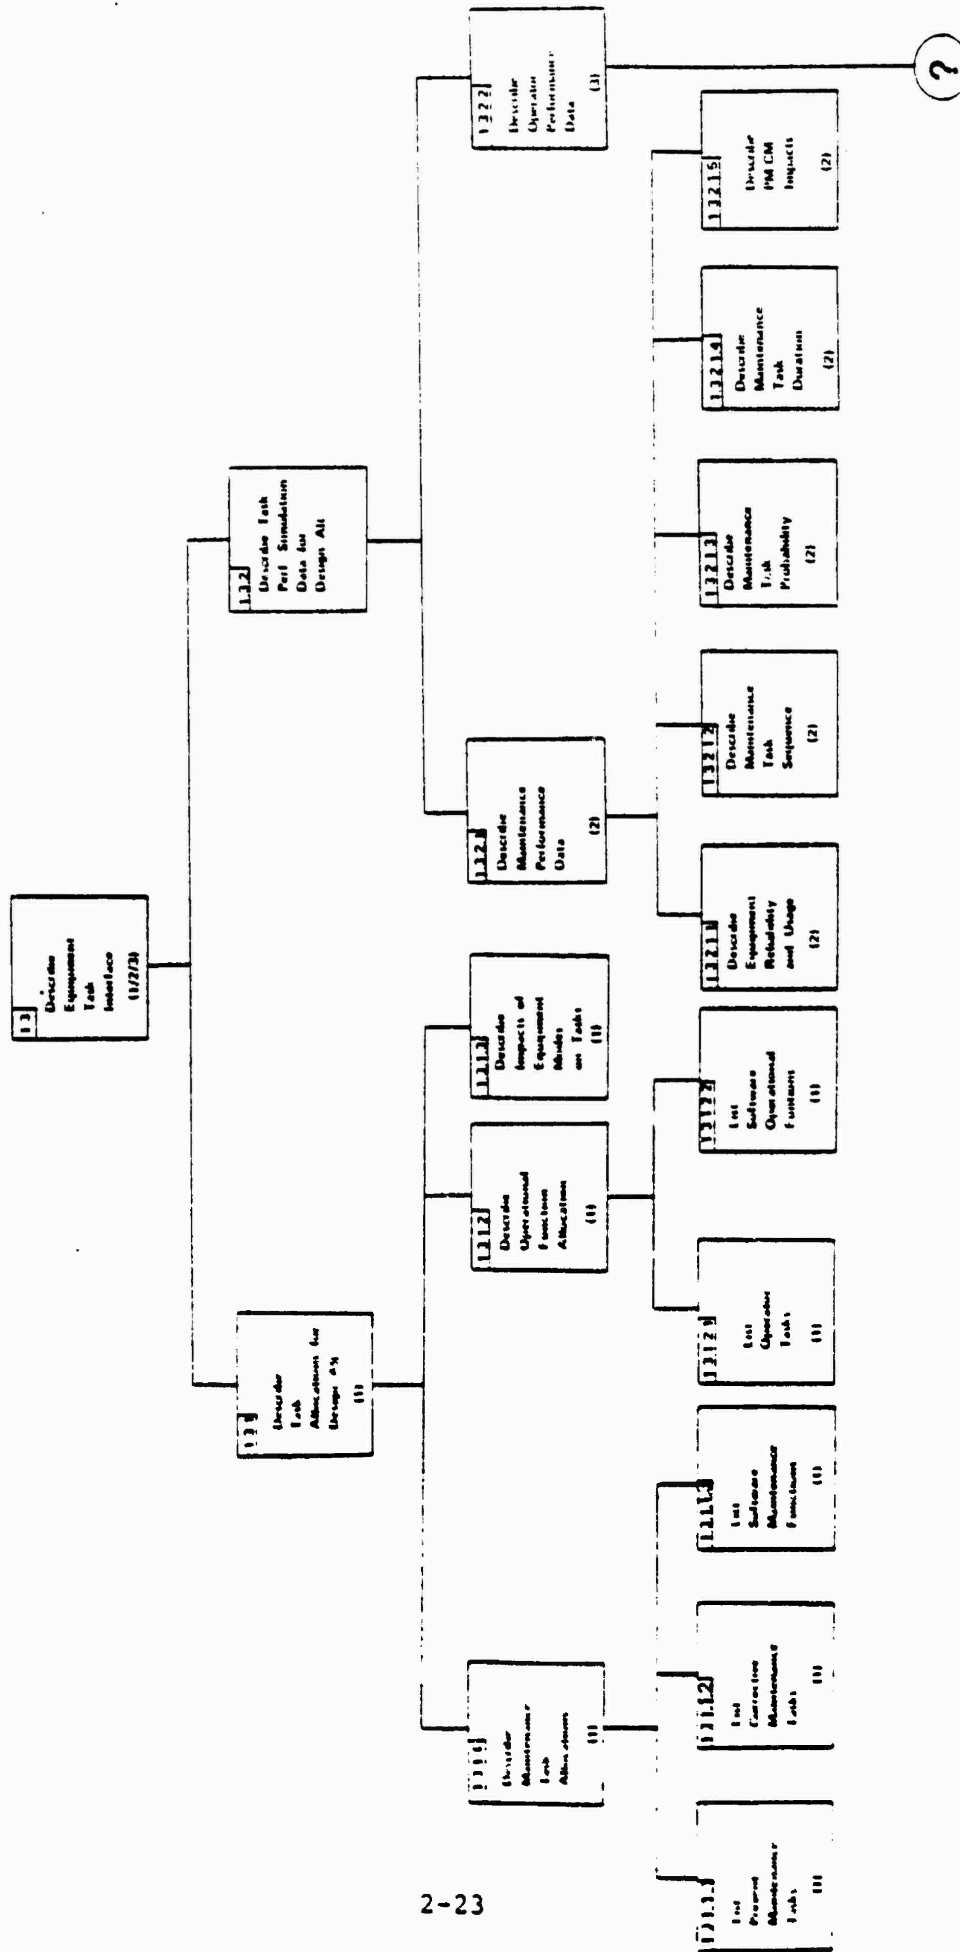 1.3
Describe
Equipment
Task
Interface
(1/2/3)
1.3.1
Describe
Task
Allocations for
Design Alt
(1)
1.3.2
Describe Task
Perf Simulation
Data for
Design Alt
1.3.1.1
Describe
Maintenance
Task
Allocations
(1)
1.3.1.2
Describe
Operational
Function
Allocation
(1)
1.3.1.3
Describe
Impacts of
Equipment
Modes
on Tasks
(1)
1.3.2.1
Describe
Maintenance
Performance
Data
(2)
1.3.2.2
Describe
Operator
Performance
Data
(3)
1.3.1.1.1
List
Prevent
Maintenance
Tasks
(1)
1.3.1.1.2
List
Corrective
Maintenance
Tasks
(1)
1.3.1.1.3
List
Software
Maintenance
Functions
(1)
1.3.1.2.1
List
Operator
Tasks
(1)
1.3.1.2.2
List
Software
Operational
Functions
(1)
1.3.2.1.1
Describe
Equipment
Reliability
and Usage
(2)
1.3.2.1.2
Describe
Maintenance
Task
Sequence
(2)
1.3.2.1.3
Describe
Maintenance
Task
Probability
(2)
1.3.2.1.4
Describe
Maintenance
Task
Duration
(2)
1.3.2.1.5
Describe
PM CM
Impacts
(2)
?
2-23